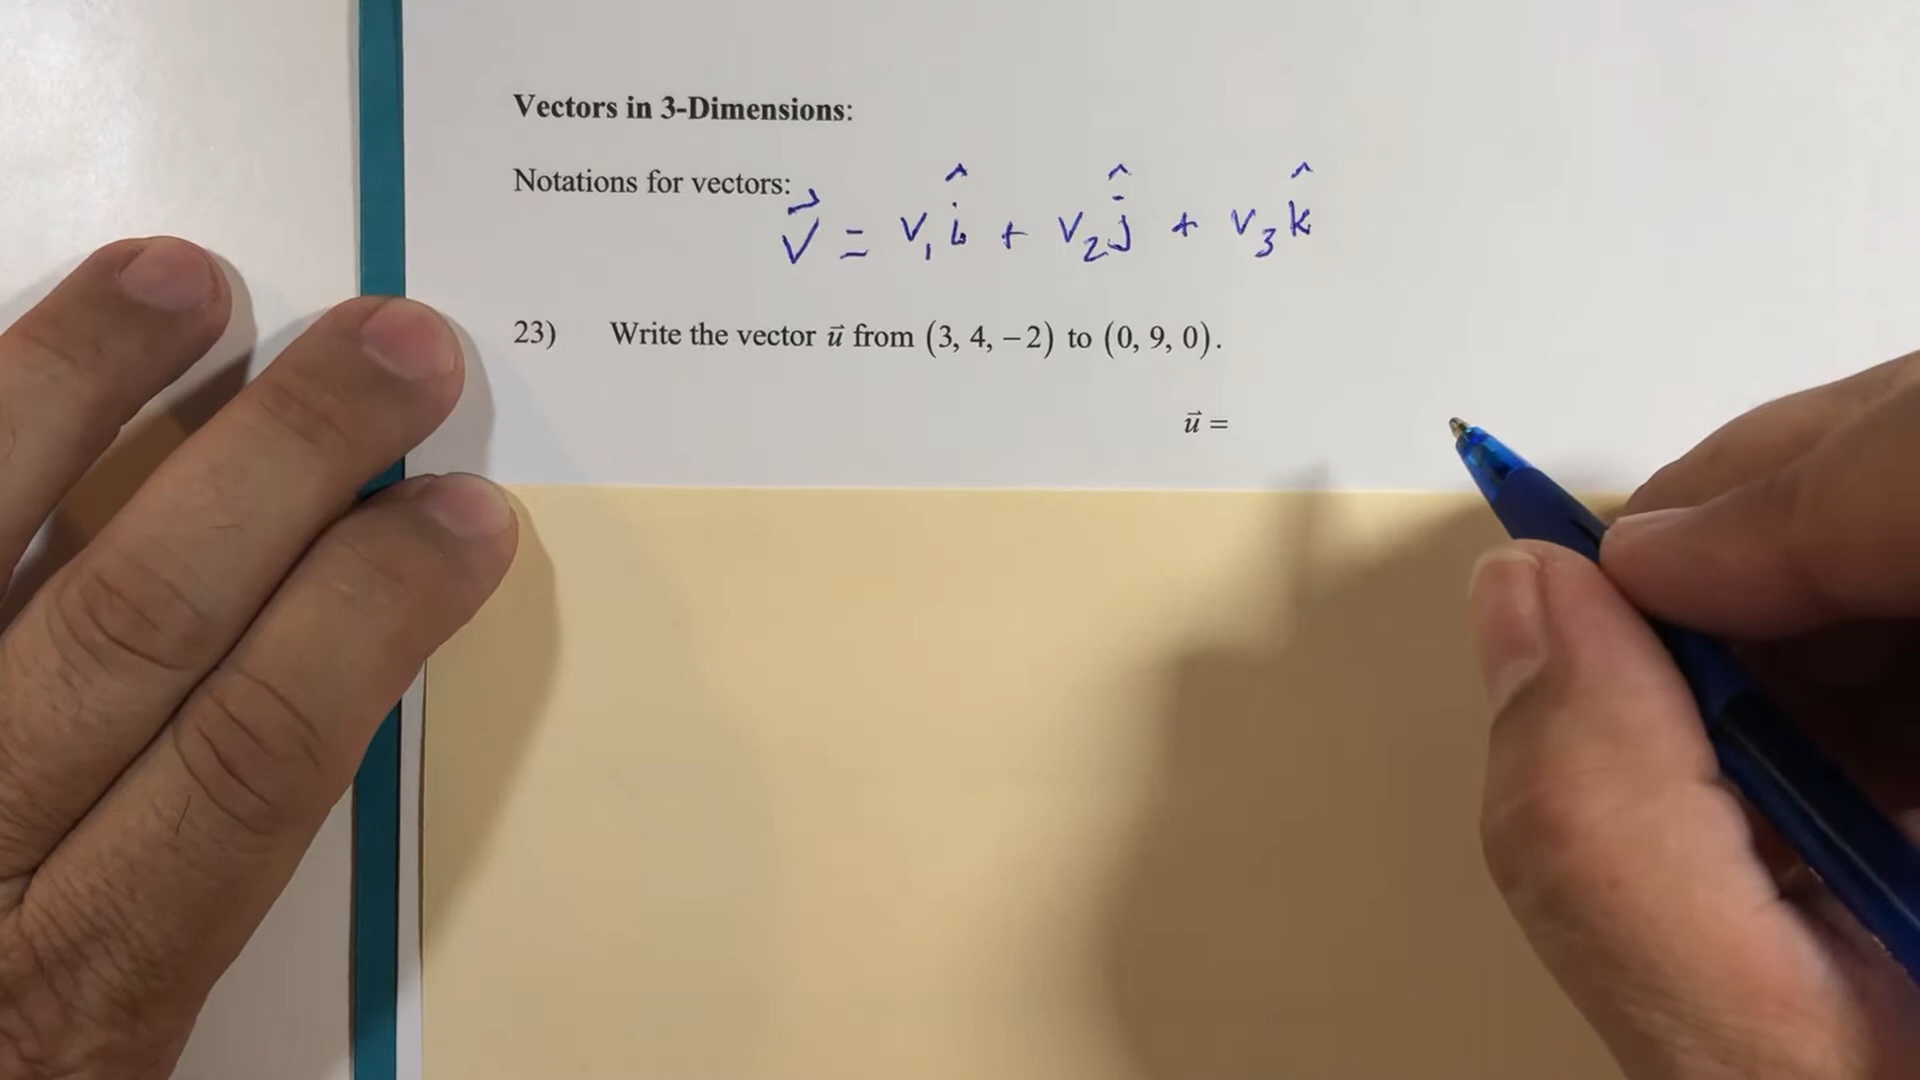 Vectors in 3-Dimensions:
Notations for vectors:
v⃗ = v₁î + v₂ĵ + v₃k̂
23) Write the vector u⃗ from (3, 4, −2) to (0, 9, 0).
u⃗ =